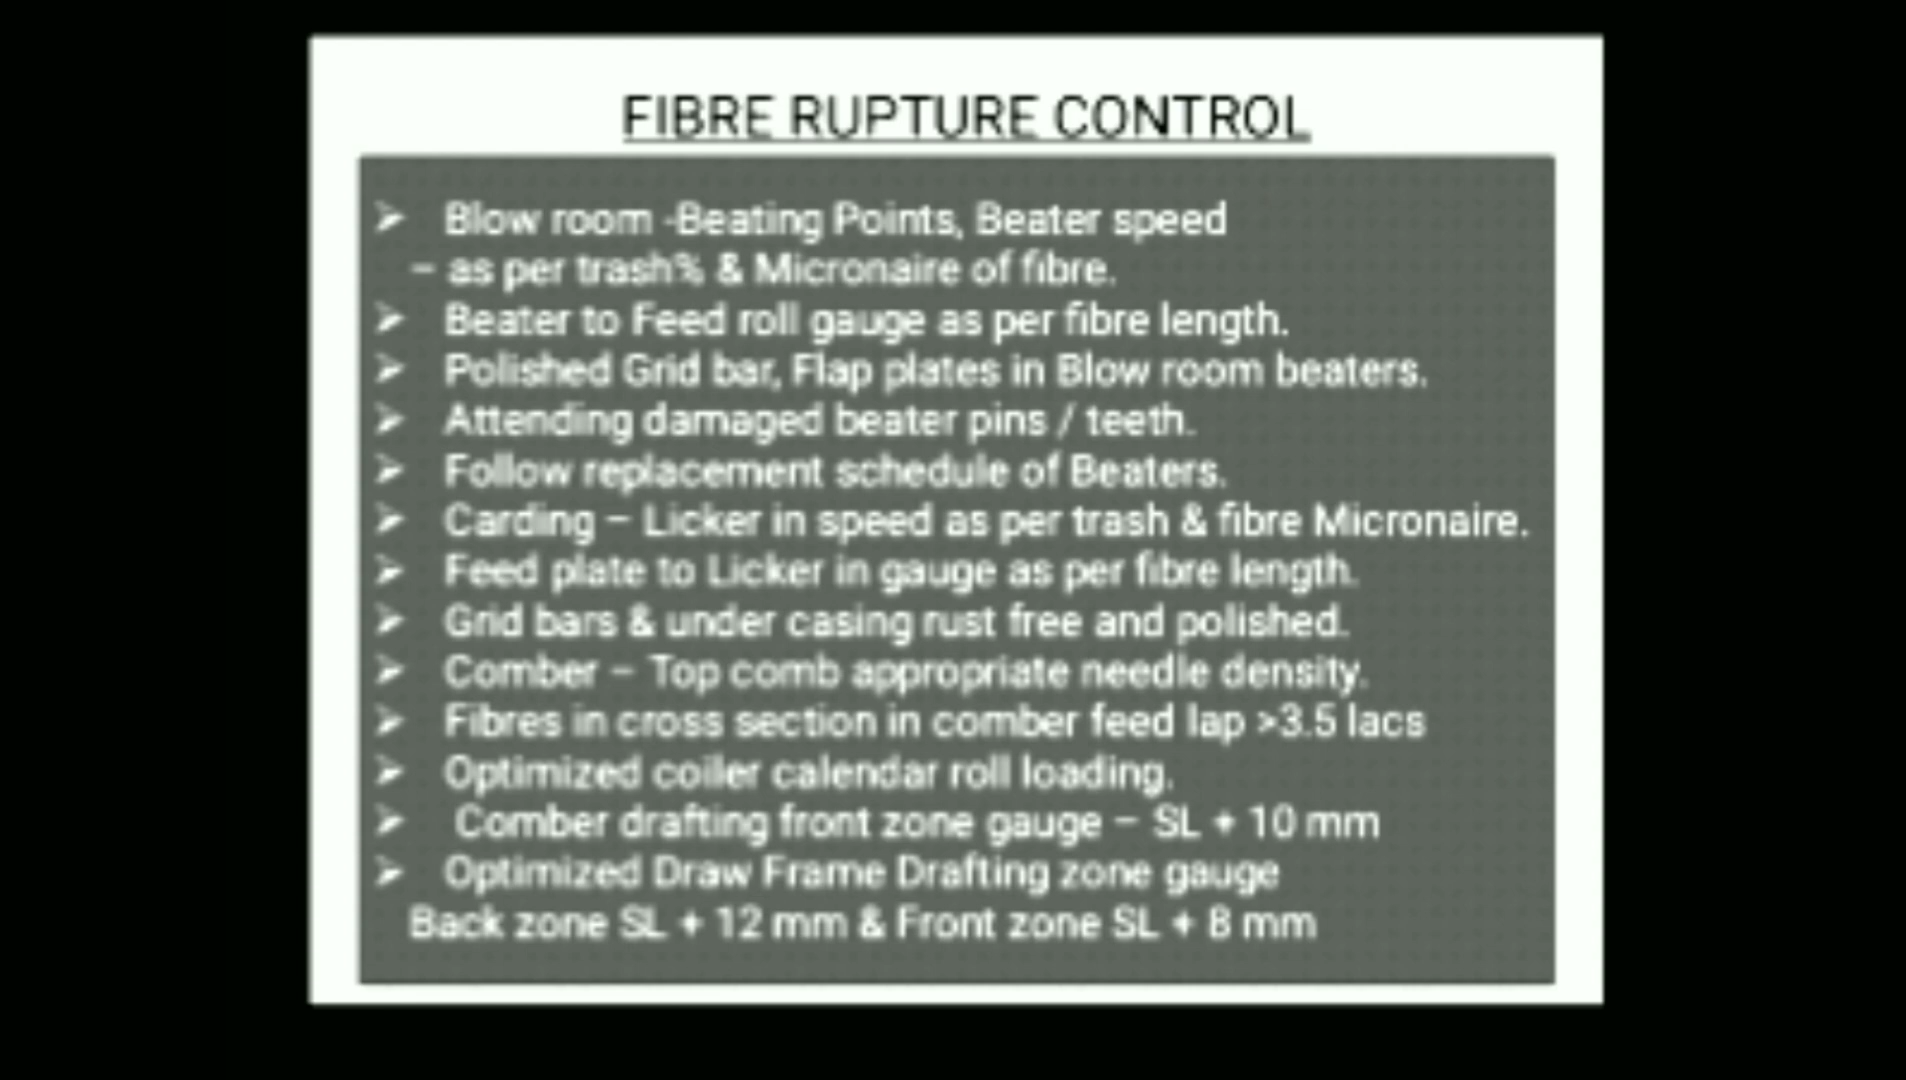 FIBRE RUPTURE CONTROL
➢ Blow room -Beating Points, Beater speed
– as per trash% & Micronaire of fibre.
➢ Beater to Feed roll gauge as per fibre length.
➢ Polished Grid bar, Flap plates in Blow room beaters.
➢ Attending damaged beater pins / teeth.
➢ Follow replacement schedule of Beaters.
➢ Carding – Licker in speed as per trash & fibre Micronaire.
➢ Feed plate to Licker in gauge as per fibre length.
➢ Grid bars & under casing rust free and polished.
➢ Comber – Top comb appropriate needle density.
➢ Fibres in cross section in comber feed lap >3.5 lacs
➢ Optimized coiler calendar roll loading.
➢ Comber drafting front zone gauge – SL + 10 mm
➢ Optimized Draw Frame Drafting zone gauge
Back zone SL + 12 mm & Front zone SL + 8 mm